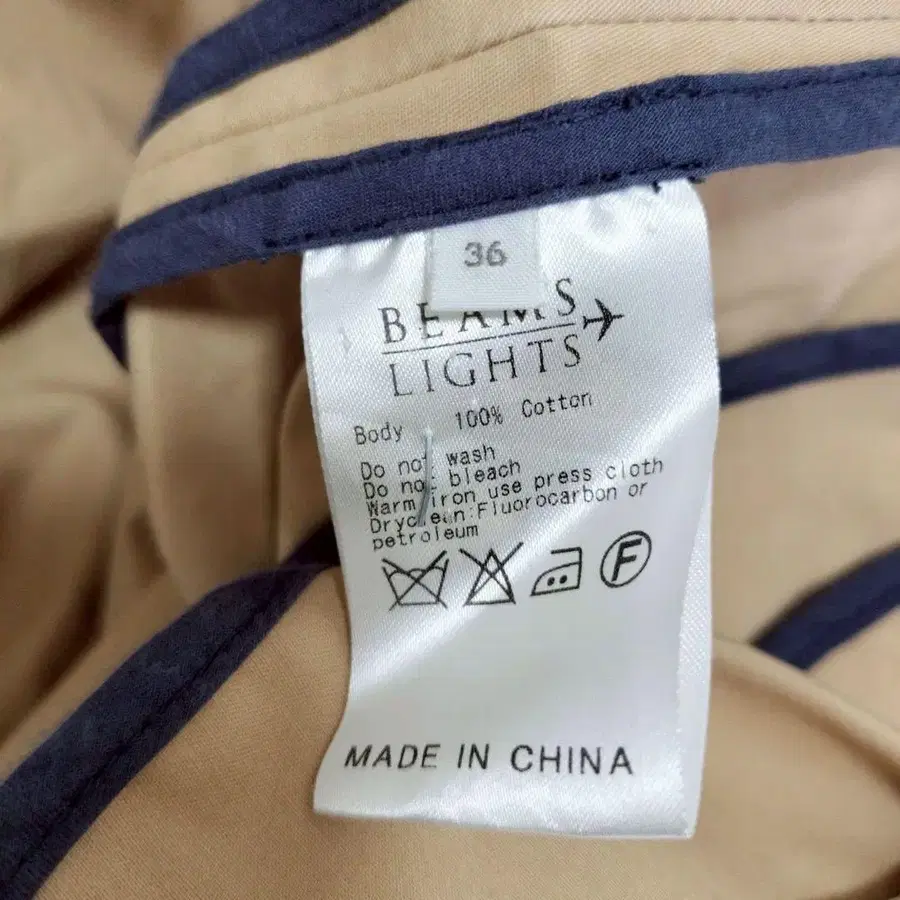 36
BEAMS
LIGHTS
Body 100% Cotton
Do not wash
Do not bleach
Warm iron use press cloth
Dryclean:Fluorocarbon or
petroleum
F
MADE IN CHINA